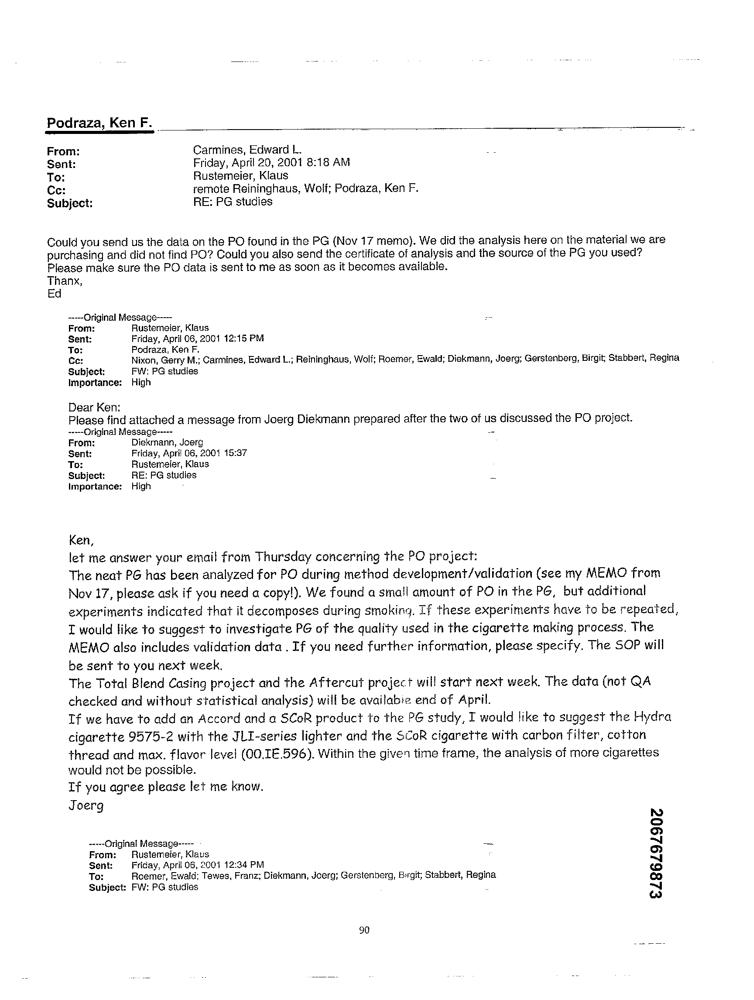 Podraza, Ken F.
From: Carmines, Edward L.
Sent: Friday, April 20, 2001 8:18 AM
To: Rustemeier, Klaus
Cc: remote Reininghaus, Wolf; Podraza, Ken F.
Subject: RE: PG studies
Could you send us the data on the PO found in the PG (Nov 17 memo). We did the analysis here on the material we are
purchasing and did not find PO? Could you also send the certificate of analysis and the source of the PG you used?
Please make sure the PO data is sent to me as soon as it becomes available.
Thanx,
Ed
-----Original Message-----
From: Rustemeier, Klaus
Sent: Friday, April 06, 2001 12:15 PM
To: Podraza, Ken F.
Cc: Nixon, Gerry M.; Carmines, Edward L.; Reininghaus, Wolf; Roemer, Ewald; Diekmann, Joerg; Gerstenberg, Birgit; Stabbert, Regina
Subject: FW: PG studies
Importance: High
Dear Ken:
Please find attached a message from Joerg Diekmann prepared after the two of us discussed the PO project.
-----Original Message-----
From: Diekmann, Joerg
Sent: Friday, April 06, 2001 15:37
To: Rustemeier, Klaus
Subject: RE: PG studies
Importance: High
Ken,
let me answer your email from Thursday concerning the PO project:
The neat PG has been analyzed for PO during method development/validation (see my MEMO from
Nov 17, please ask if you need a copy!). We found a small amount of PO in the PG, but additional
experiments indicated that it decomposes during smoking. If these experiments have to be repeated,
I would like to suggest to investigate PG of the quality used in the cigarette making process. The
MEMO also includes validation data . If you need further information, please specify. The SOP will
be sent to you next week.
The Total Blend Casing project and the Aftercut project will start next week. The data (not QA
checked and without statistical analysis) will be available end of April.
If we have to add an Accord and a SCoR product to the PG study, I would like to suggest the Hydra
cigarette 9575-2 with the JLI-series lighter and the SCoR cigarette with carbon filter, cotton
thread and max. flavor level (00.IE.596). Within the given time frame, the analysis of more cigarettes
would not be possible.
If you agree please let me know.
Joerg
-----Original Message-----
From: Rustemeier, Klaus
Sent: Friday, April 06, 2001 12:34 PM
To: Roemer, Ewald; Tewes, Franz; Diekmann, Joerg; Gerstenberg, Birgit; Stabbert, Regina
Subject: FW: PG studies
2067679873
90